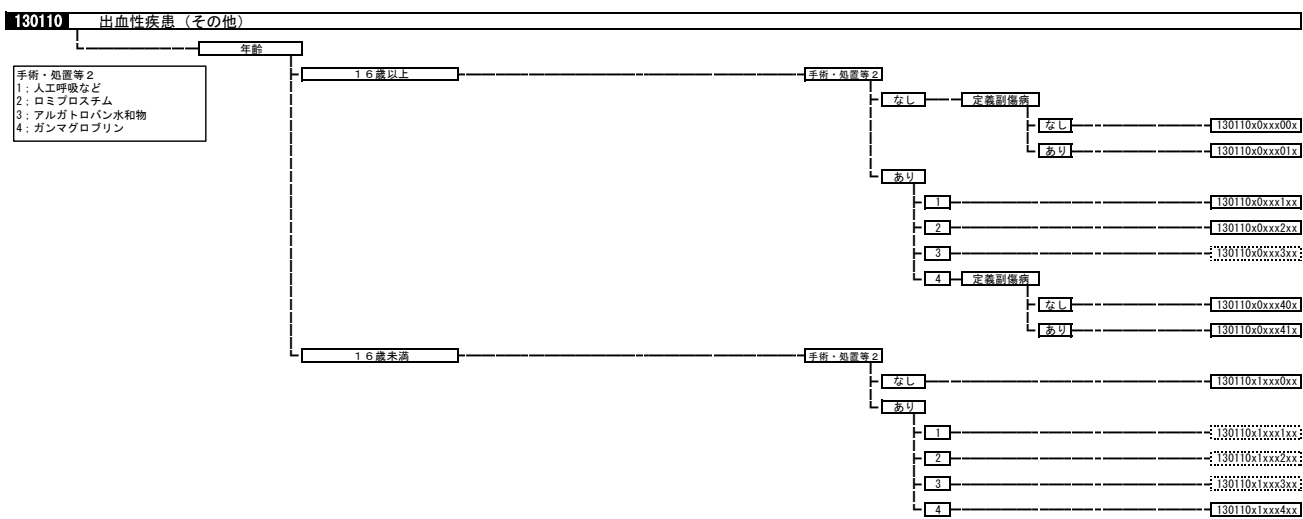 130110 出血性疾患（その他）
年齢
手術・処置等２
1；人工呼吸など
2；ロミプロスチム
3；アルガトロバン水和物
4；ガンマグロブリン
１６歳以上 手術・処置等２
なし 定義副傷病
なし 130110x0xxx00x
あり 130110x0xxx01x
あり
1 130110x0xxx1xx
2 130110x0xxx2xx
3 130110x0xxx3xx
4 定義副傷病
なし 130110x0xxx40x
あり 130110x0xxx41x
１６歳未満 手術・処置等２
なし 130110x1xxx0xx
あり
1 130110x1xxx1xx
2 130110x1xxx2xx
3 130110x1xxx3xx
4 130110x1xxx4xx